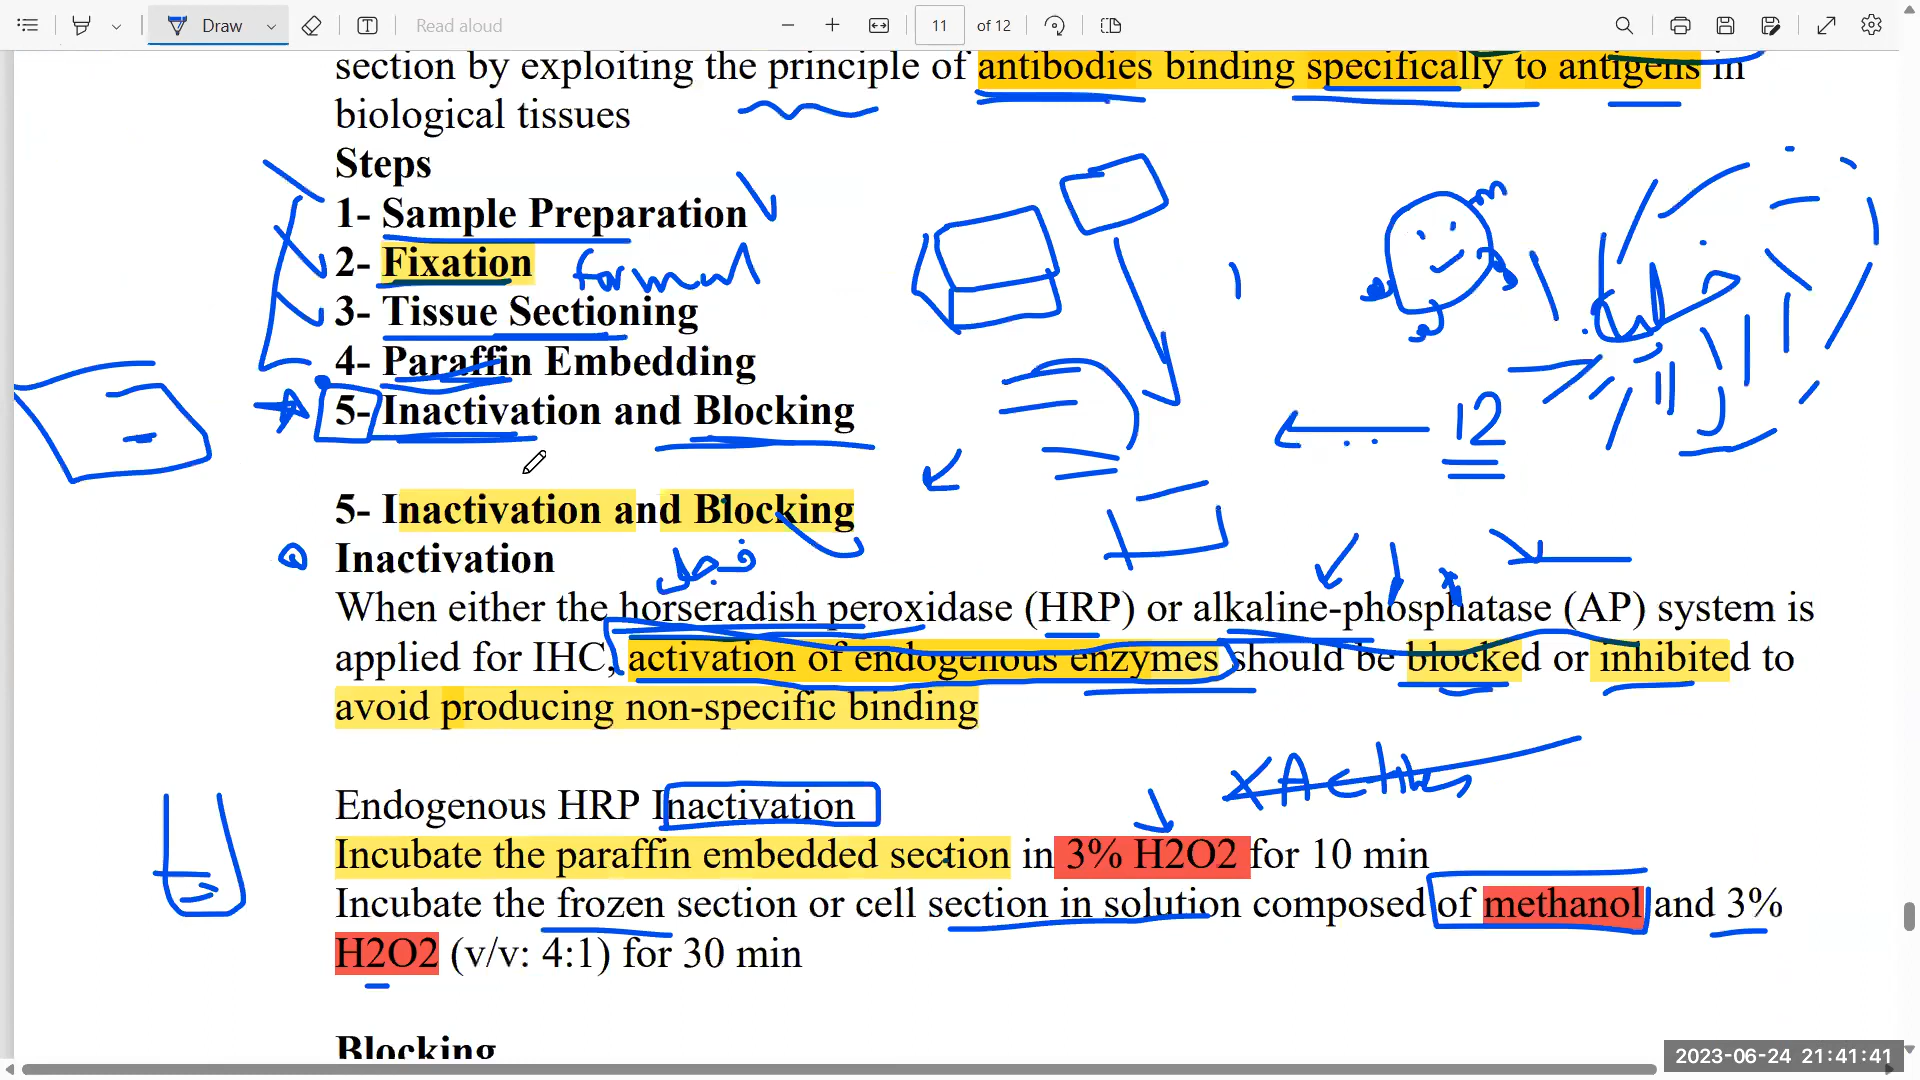 Draw
Read aloud
11 of 12
section by exploiting the principle of antibodies binding specifically to antigens in
biological tissues
Steps
1- Sample Preparation
2- Fixation
3- Tissue Sectioning
4- Paraffin Embedding
5- Inactivation and Blocking
12
5- Inactivation and Blocking
Inactivation
When either the horseradish peroxidase (HRP) or alkaline-phosphatase (AP) system is
applied for IHC, activation of endogenous enzymes should be blocked or inhibited to
avoid producing non-specific binding
Endogenous HRP Inactivation
Incubate the paraffin embedded section in 3% H2O2 for 10 min
Incubate the frozen section or cell section in solution composed of methanol and 3%
H2O2 (v/v: 4:1) for 30 min
Blocking
2023-06-24 21:41:41